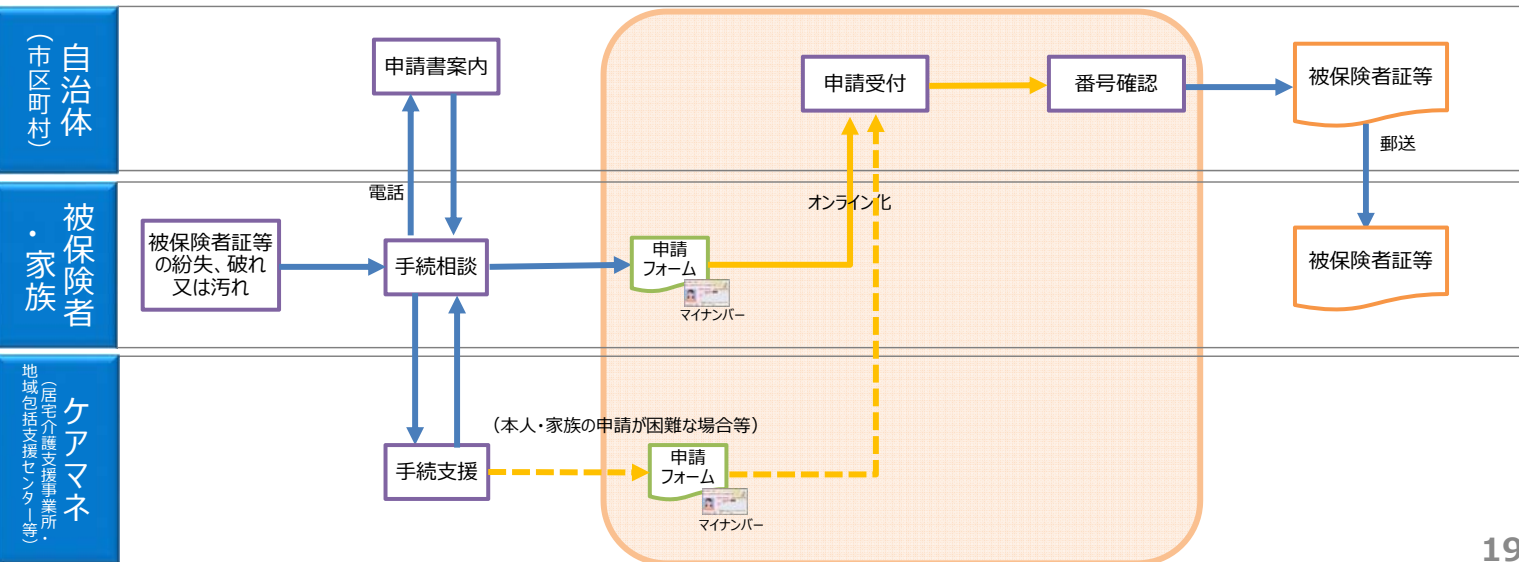 自治体
（市区町村）
申請書案内
申請受付
番号確認
被保険者証等
郵送
電話
オンライン化
被保険者
・家族
被保険者証等
の紛失、破れ
又は汚れ
手続相談
申請
フォーム
マイナンバー
被保険者証等
ケアマネ
（居宅介護支援事業所・
地域包括支援センター等）
（本人・家族の申請が困難な場合等）
手続支援
申請
フォーム
マイナンバー
19